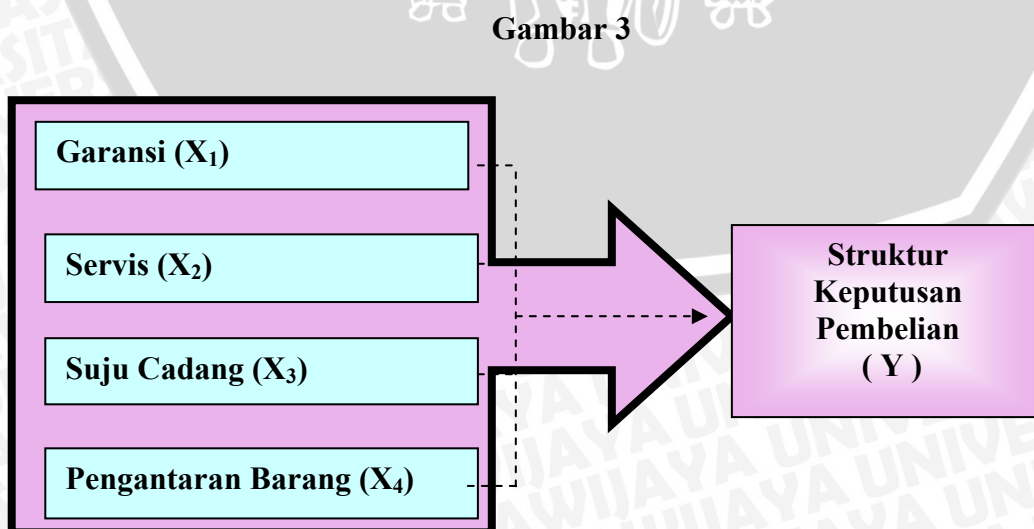 Gambar 3
Garansi (X₁)
Servis (X₂)
Suju Cadang (X₃)
Pengantaran Barang (X₄)
Struktur
Keputusan
Pembelian
( Y )